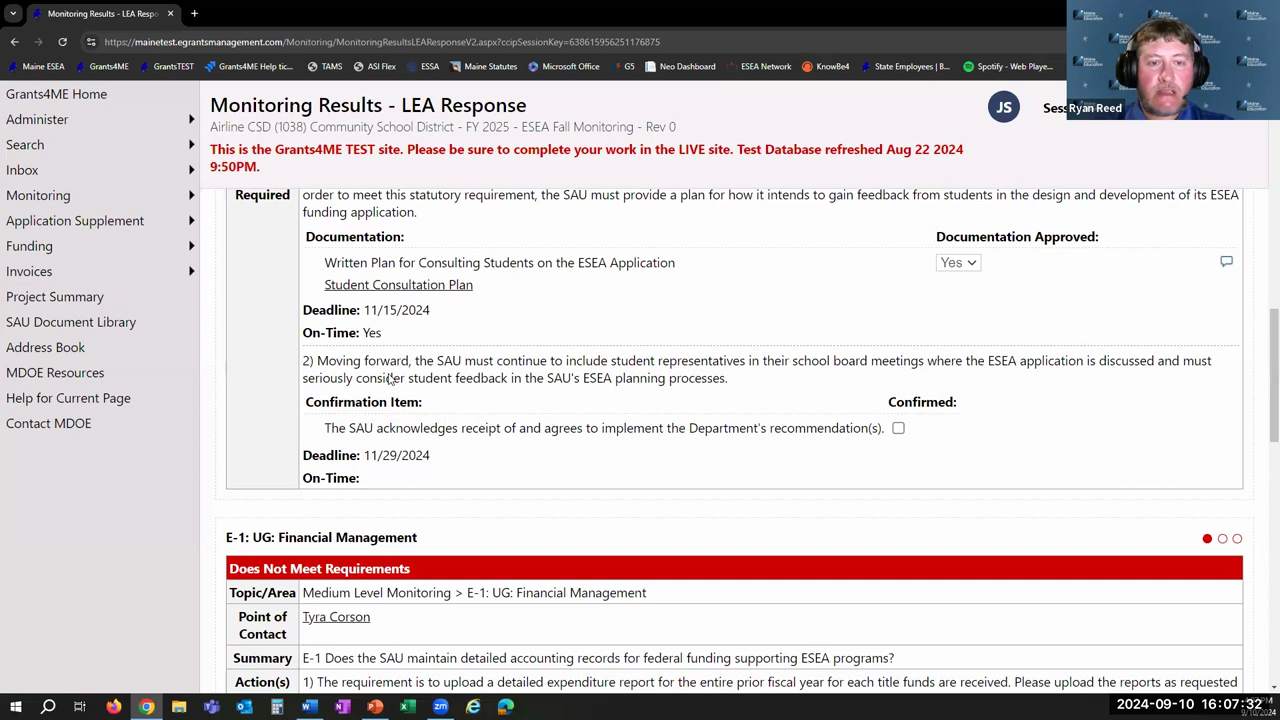 Monitoring Results - LEA Respo
https://mainetest.egrantsmanagement.com/Monitoring/MonitoringResultsLEAResponseV2.aspx?ccipSessionKey=638615956251176875
Maine ESEA
Grants4ME
GrantsTEST
Grants4ME Help tic...
TAMS
ASI Flex
ESSA
Maine Statutes
Microsoft Office
G5
Neo Dashboard
ESEA Network
KnowBe4
State Employees | B...
Spotify - Web Playe...
Ryan Reed
Grants4ME Home
Administer
Search
Inbox
Monitoring
Application Supplement
Funding
Invoices
Project Summary
SAU Document Library
Address Book
MDOE Resources
Help for Current Page
Contact MDOE
Monitoring Results - LEA Response
JS
Sess
Airline CSD (1038) Community School District - FY 2025 - ESEA Fall Monitoring - Rev 0
This is the Grants4ME TEST site. Please be sure to complete your work in the LIVE site. Test Database refreshed Aug 22 2024
9:50PM.
Required
order to meet this statutory requirement, the SAU must provide a plan for how it intends to gain feedback from students in the design and development of its ESEA
funding application.
Documentation:
Documentation Approved:
Written Plan for Consulting Students on the ESEA Application
Yes
Student Consultation Plan
Deadline: 11/15/2024
On-Time: Yes
2) Moving forward, the SAU must continue to include student representatives in their school board meetings where the ESEA application is discussed and must
seriously consider student feedback in the SAU's ESEA planning processes.
Confirmation Item:
Confirmed:
The SAU acknowledges receipt of and agrees to implement the Department's recommendation(s).
Deadline: 11/29/2024
On-Time:
E-1: UG: Financial Management
Does Not Meet Requirements
Topic/Area
Medium Level Monitoring > E-1: UG: Financial Management
Point of
Contact
Tyra Corson
Summary
E-1 Does the SAU maintain detailed accounting records for federal funding supporting ESEA programs?
Action(s)
1) The requirement is to upload a detailed expenditure report for the entire prior fiscal year for each title funds are received. Please upload the reports as requested
2024-09-10 16:07:32
9/10/2024